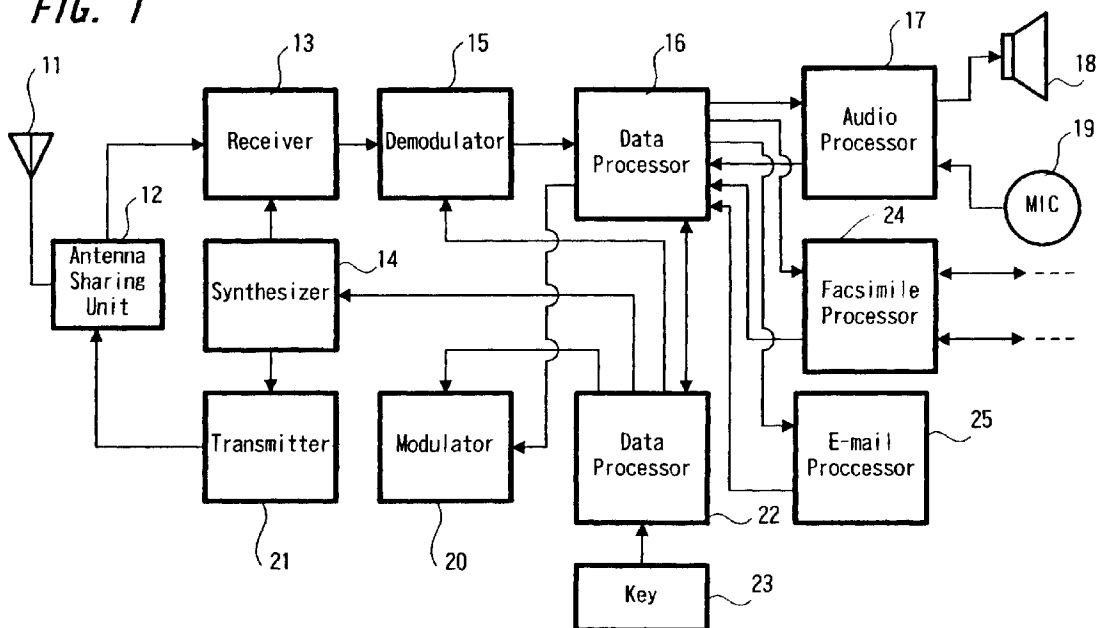 FIG. 1
11
13
15
16
17
18
Receiver
Demodulator
Data
Processor
Audio
Processor
19
MIC
12
Antenna
Sharing
Unit
14
Synthesizer
24
Facsimile
Processor
Transmitter
Modulator
Data
Processor
E-mail
Proccessor
25
21
20
22
Key
23